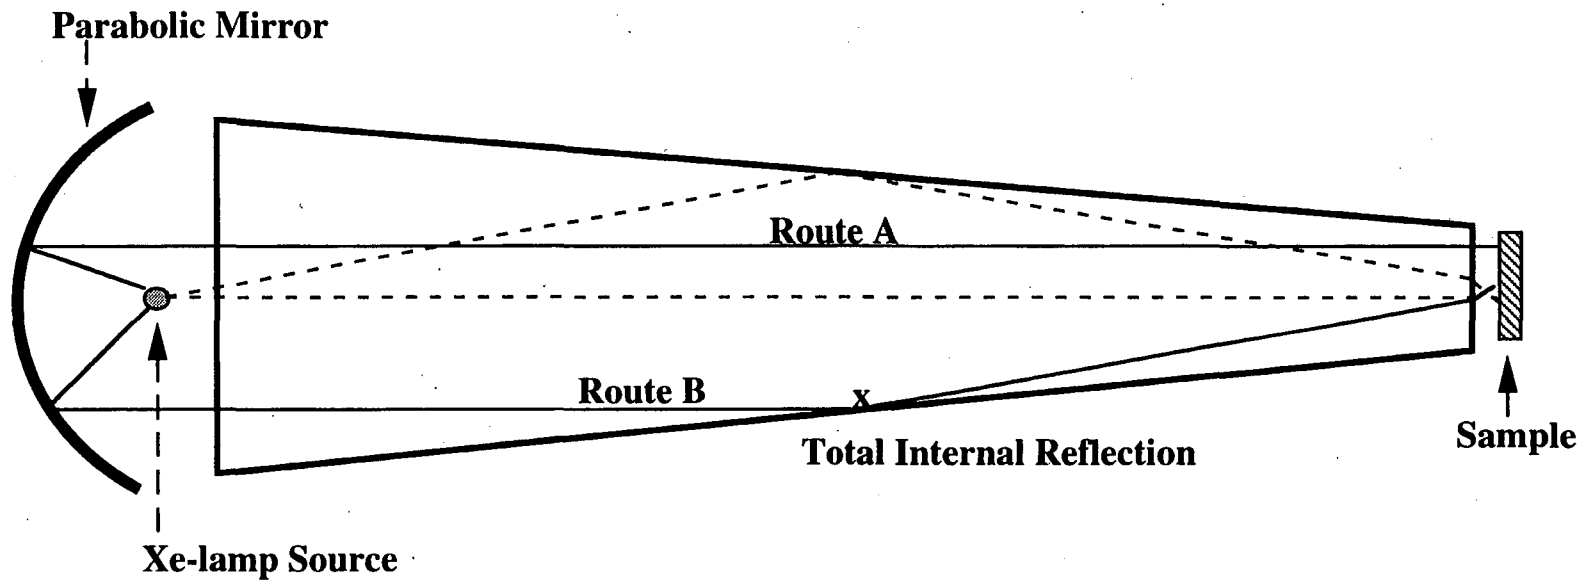 Parabolic Mirror
Route A
Route B
x
Total Internal Reflection
Sample
Xe-lamp Source